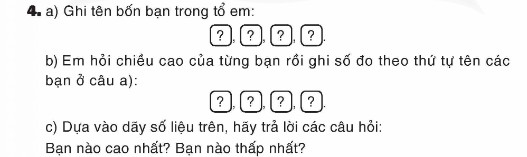 4. a) Ghi tên bốn bạn trong tổ em:
?, ?, ?, ?.
b) Em hỏi chiều cao của từng bạn rồi ghi số đo theo thứ tự tên các
bạn ở câu a):
?, ?, ?, ?.
c) Dựa vào dãy số liệu trên, hãy trả lời các câu hỏi:
Bạn nào cao nhất? Bạn nào thấp nhất?